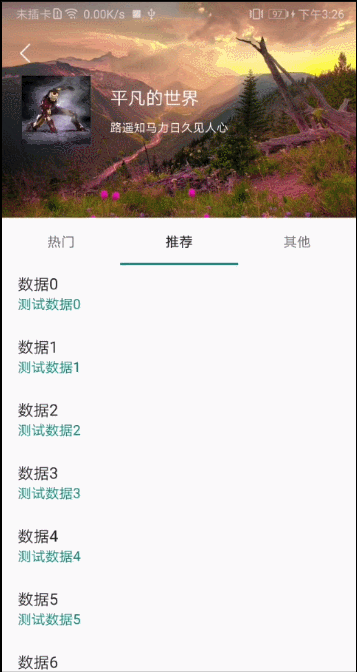 未插卡 0.00K/s 97 下午3:26
平凡的世界
路遥知马力日久见人心
热门 推荐 其他
数据0
测试数据0
数据1
测试数据1
数据2
测试数据2
数据3
测试数据3
数据4
测试数据4
数据5
测试数据5
数据6